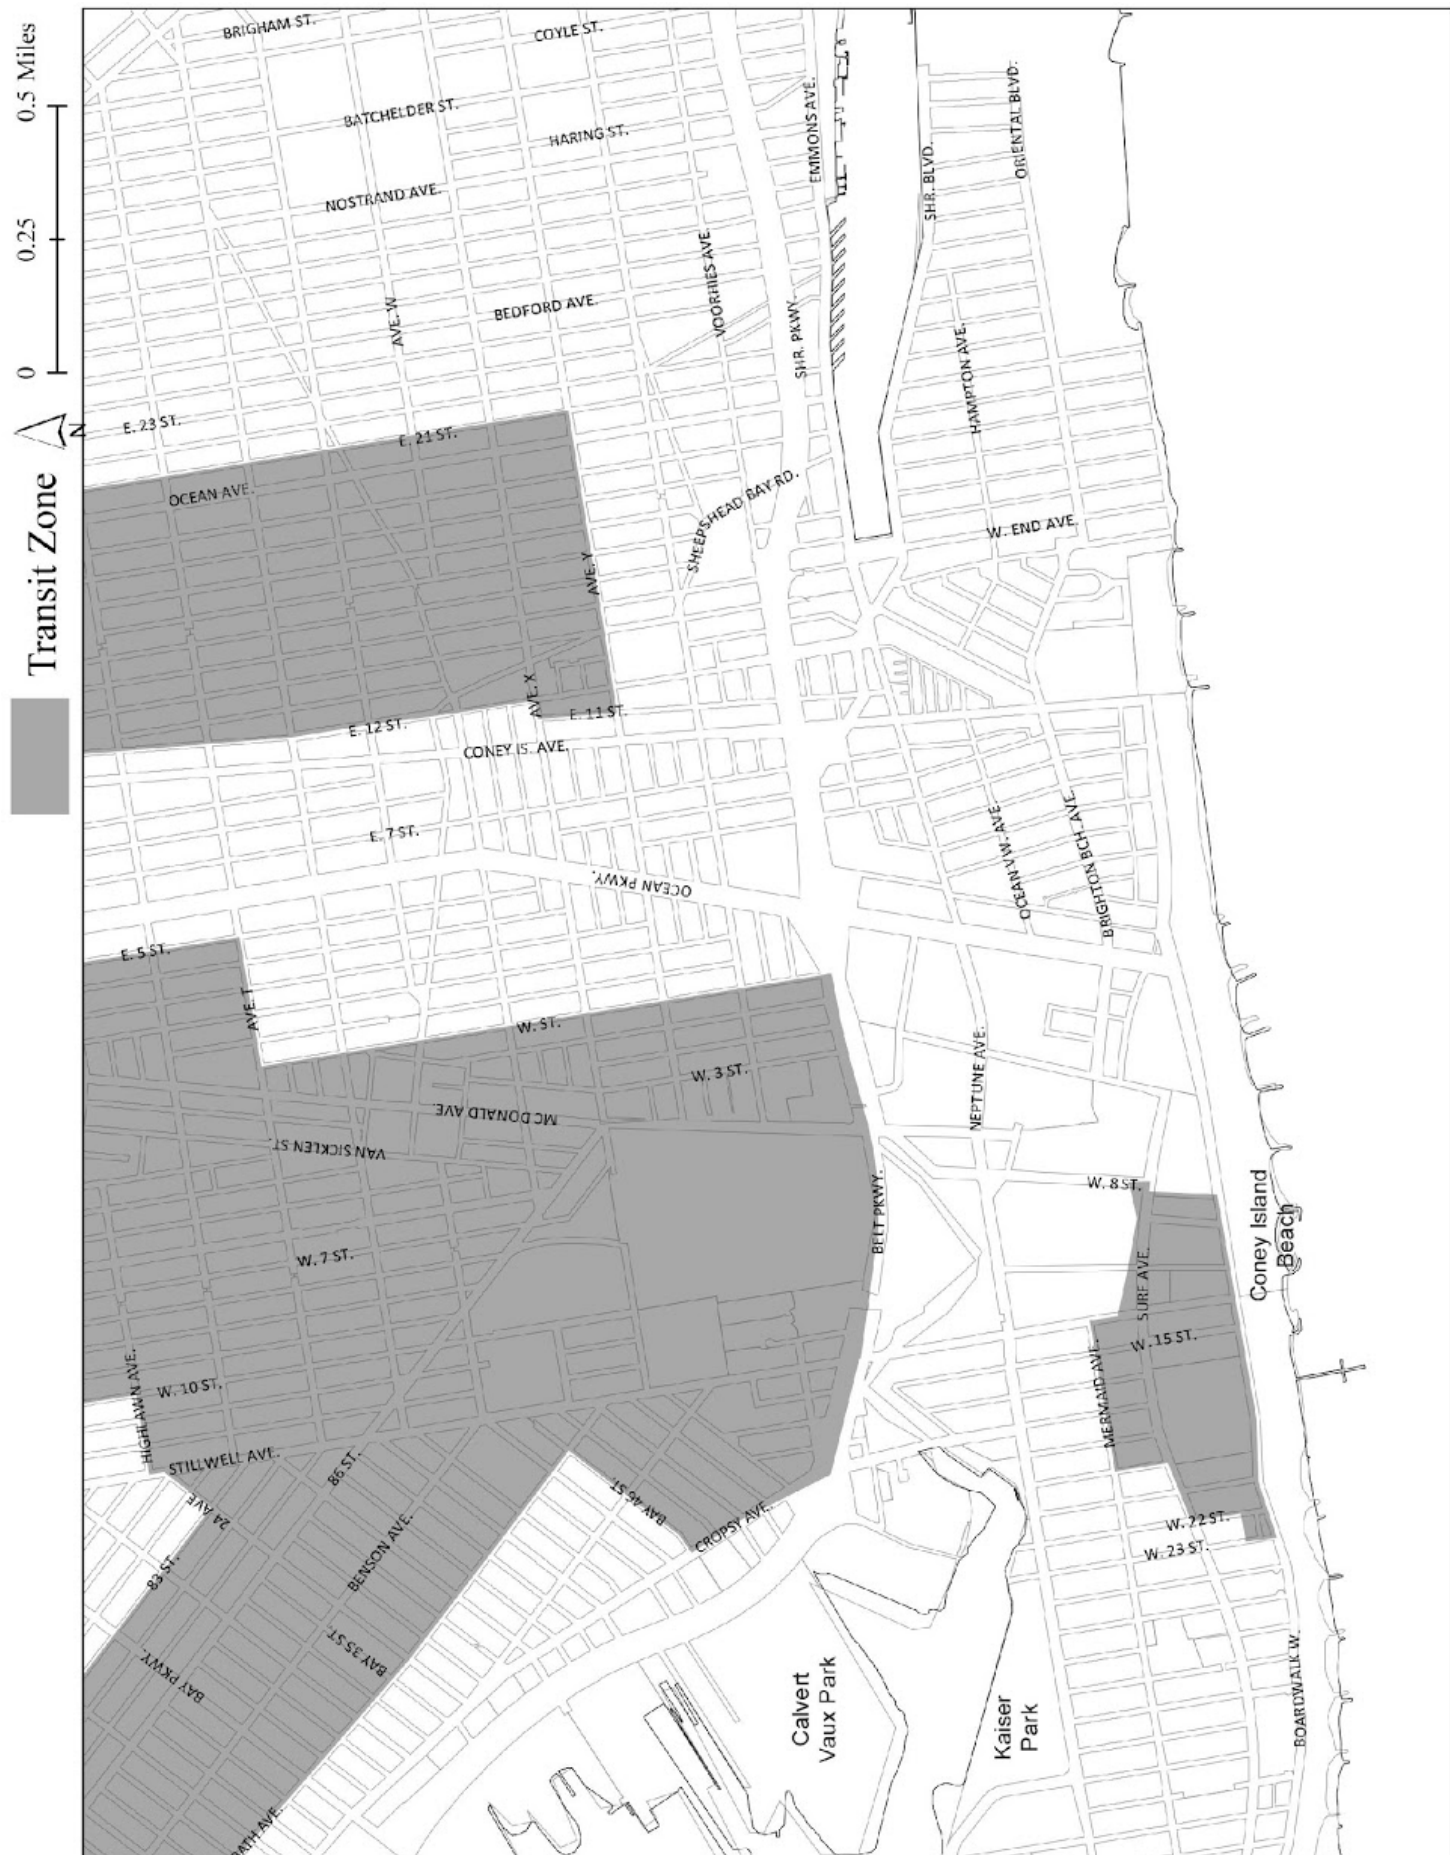 BRIGHAM ST.
COYLE ST.
0.5 Miles
BATCHELDER ST.
HARING ST.
EMMONS AVE.
ORIENTAL BLVD.
SHR. BLVD.
NOSTRAND AVE.
0.25
VOORHIES AVE.
BEDFORD AVE.
AVE. W
SHR. PKWY.
HAMPTON AVE.
0
N
E. 23 ST.
E. 21 ST.
OCEAN AVE.
Transit Zone
SHEEPSHEAD BAY RD.
W. END AVE.
AVE. Y
AVE. X
E. 11 ST.
E. 12 ST.
CONEY IS. AVE.
E. 7 ST.
OCEAN V.W. AVE.
BRIGHTON BCH. AVE.
OCEAN PKWY.
E. 5 ST.
AVE. T
W. ST.
W. 3 ST.
NEPTUNE AVE.
MC DONALD AVE.
VAN SICKLEN ST.
W. 8 ST.
BELT PKWY.
Coney Island
Beach
W. 7 ST.
SURF AVE.
W. 15 ST.
MERMAID AVE.
HIGHLAWN AVE.
W. 10 ST.
STILLWELL AVE.
86 ST.
24 AVE.
BAY 46 ST.
CROPSY AVE.
W. 22 ST.
W. 23 ST.
83 ST.
BENSON AVE.
BAY 35 ST.
BAY PKWY.
Calvert
Vaux Park
Kaiser
Park
BOARDWALK W.